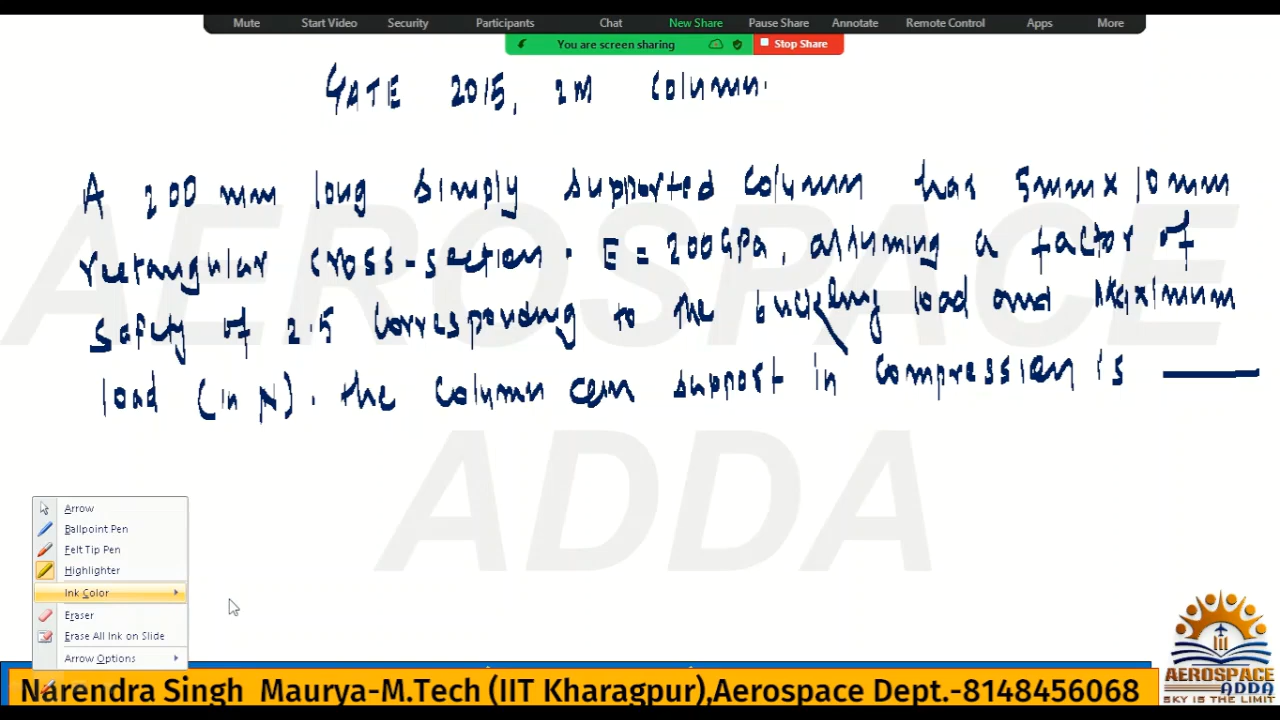 Mute Start Video Security Participants Chat New Share Pause Share Annotate Remote Control Apps More
You are screen sharing Stop Share
GATE 2015, 2M Column.
A 200 mm long simply supported column has 5mm x 10mm
rectangular cross-section. E = 200GPa, assuming a factor of
safety of 2.5 corresponding to the buckling load and maximum
load (in N). the column can support in compression is ____
AEROSPACE
ADDA
Arrow
Ballpoint Pen
Felt Tip Pen
Highlighter
Ink Color
Eraser
Erase All Ink on Slide
Arrow Options
AEROSPACE
ADDA
SKY IS THE LIMIT
Narendra Singh Maurya-M.Tech (IIT Kharagpur),Aerospace Dept.-8148456068